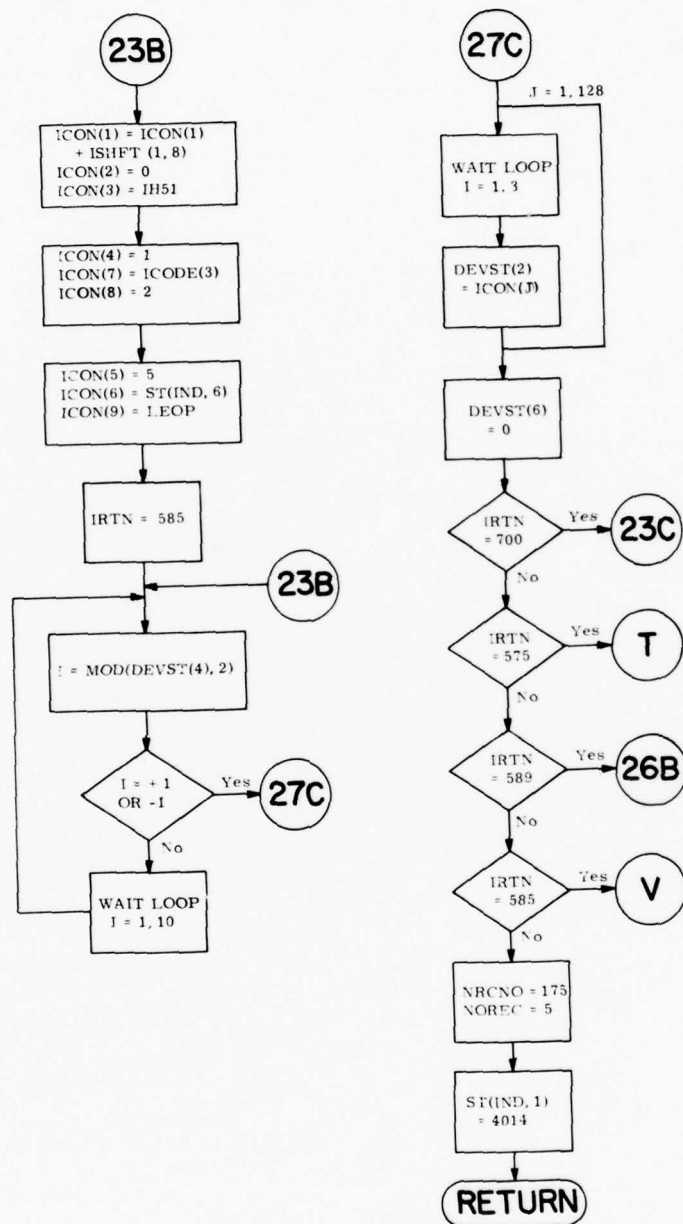 23B
ICON(1) = ICON(1)
+ ISHFT (1, 8)
ICON(2) = 0
ICON(3) = IH51
ICON(4) = 1
ICON(7) = ICODE(3)
ICON(8) = 2
ICON(5) = 5
ICON(6) = ST(IND, 6)
ICON(9) = LEOP
IRTN = 585
23B
I = MOD(DEVST(4), 2)
I = + 1
OR -1
Yes
27C
No
WAIT LOOP
J = 1, 10
27C
J = 1, 128
WAIT LOOP
I = 1, 3
DEVST(2)
= ICON(J)
DEVST(6)
= 0
IRTN
= 700
Yes
23C
No
IRTN
= 575
Yes
T
No
IRTN
= 589
Yes
26B
No
IRTN
= 585
Yes
V
No
NRCNO = 175
NOREC = 5
ST(IND, 1)
= 4014
RETURN